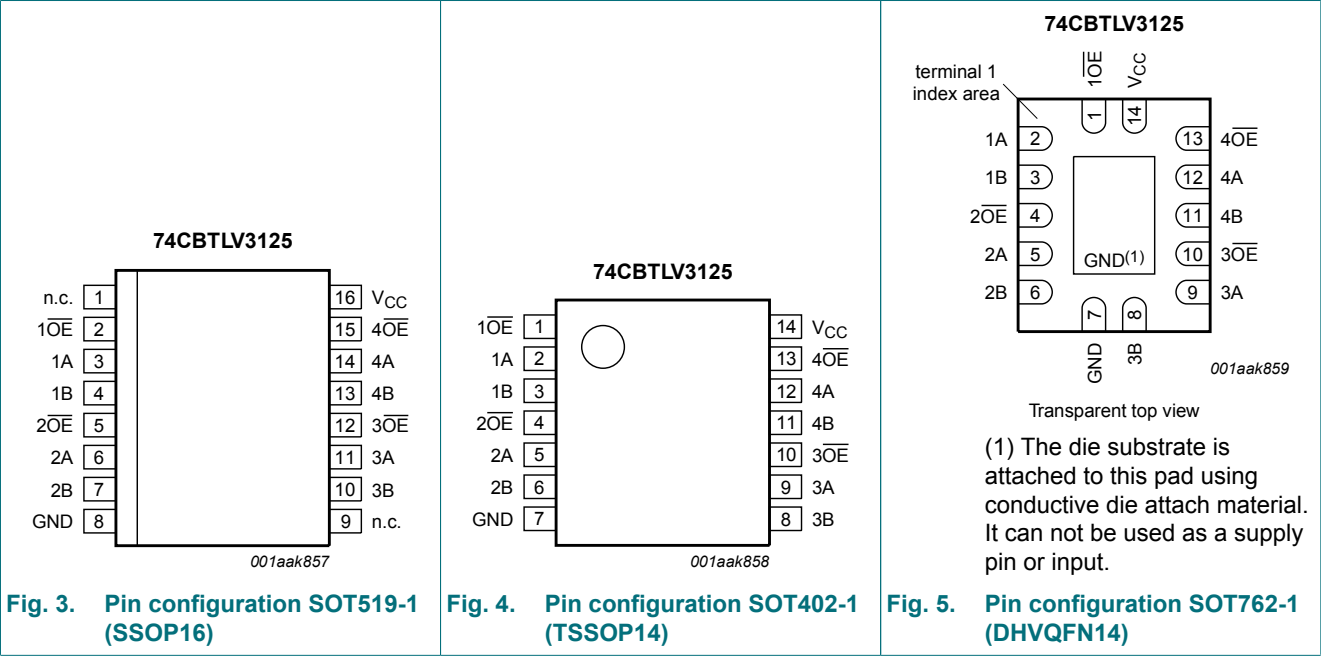 74CBTLV3125
n.c. 1
1OE 2
1A 3
1B 4
2OE 5
2A 6
2B 7
GND 8
16 VCC
15 4OE
14 4A
13 4B
12 3OE
11 3A
10 3B
9 n.c.
001aak857
Fig. 3. Pin configuration SOT519-1
(SSOP16)
74CBTLV3125
1OE 1
1A 2
1B 3
2OE 4
2A 5
2B 6
GND 7
14 VCC
13 4OE
12 4A
11 4B
10 3OE
9 3A
8 3B
001aak858
Fig. 4. Pin configuration SOT402-1
(TSSOP14)
74CBTLV3125
terminal 1
index area
1OE
VCC
1
14
1A 2
1B 3
2OE 4
2A 5
2B 6
13 4OE
12 4A
11 4B
10 3OE
9 3A
GND(1)
7
8
GND
3B
001aak859
Transparent top view
(1) The die substrate is
attached to this pad using
conductive die attach material.
It can not be used as a supply
pin or input.
Fig. 5. Pin configuration SOT762-1
(DHVQFN14)